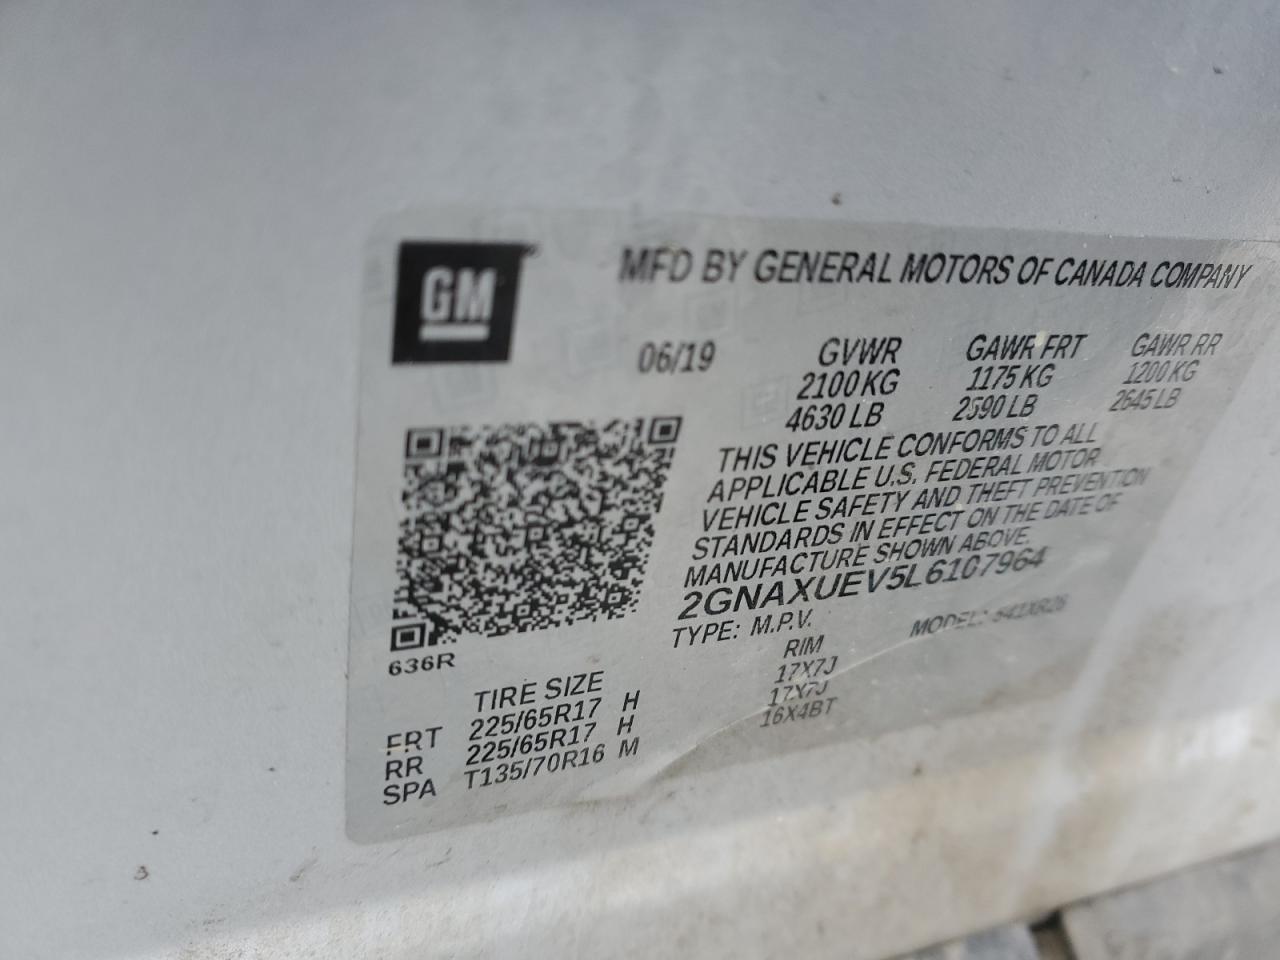 GM
MFD BY GENERAL MOTORS OF CANADA COMPANY
06/19 GVWR GAWR FRT GAWR RR
2100 KG 1175 KG 1200 KG
4630 LB 2590 LB 2645 LB
THIS VEHICLE CONFORMS TO ALL
APPLICABLE U.S. FEDERAL MOTOR
VEHICLE SAFETY AND THEFT PREVENTION
STANDARDS IN EFFECT ON THE DATE OF
MANUFACTURE SHOWN ABOVE.
2GNAXUEV5L6107964
TYPE: M.P.V. MODEL:
636R
TIRE SIZE RIM
FRT 225/65R17 H 17X7J
RR 225/65R17 H 17X7J
SPA T135/70R16 M 16X4BT